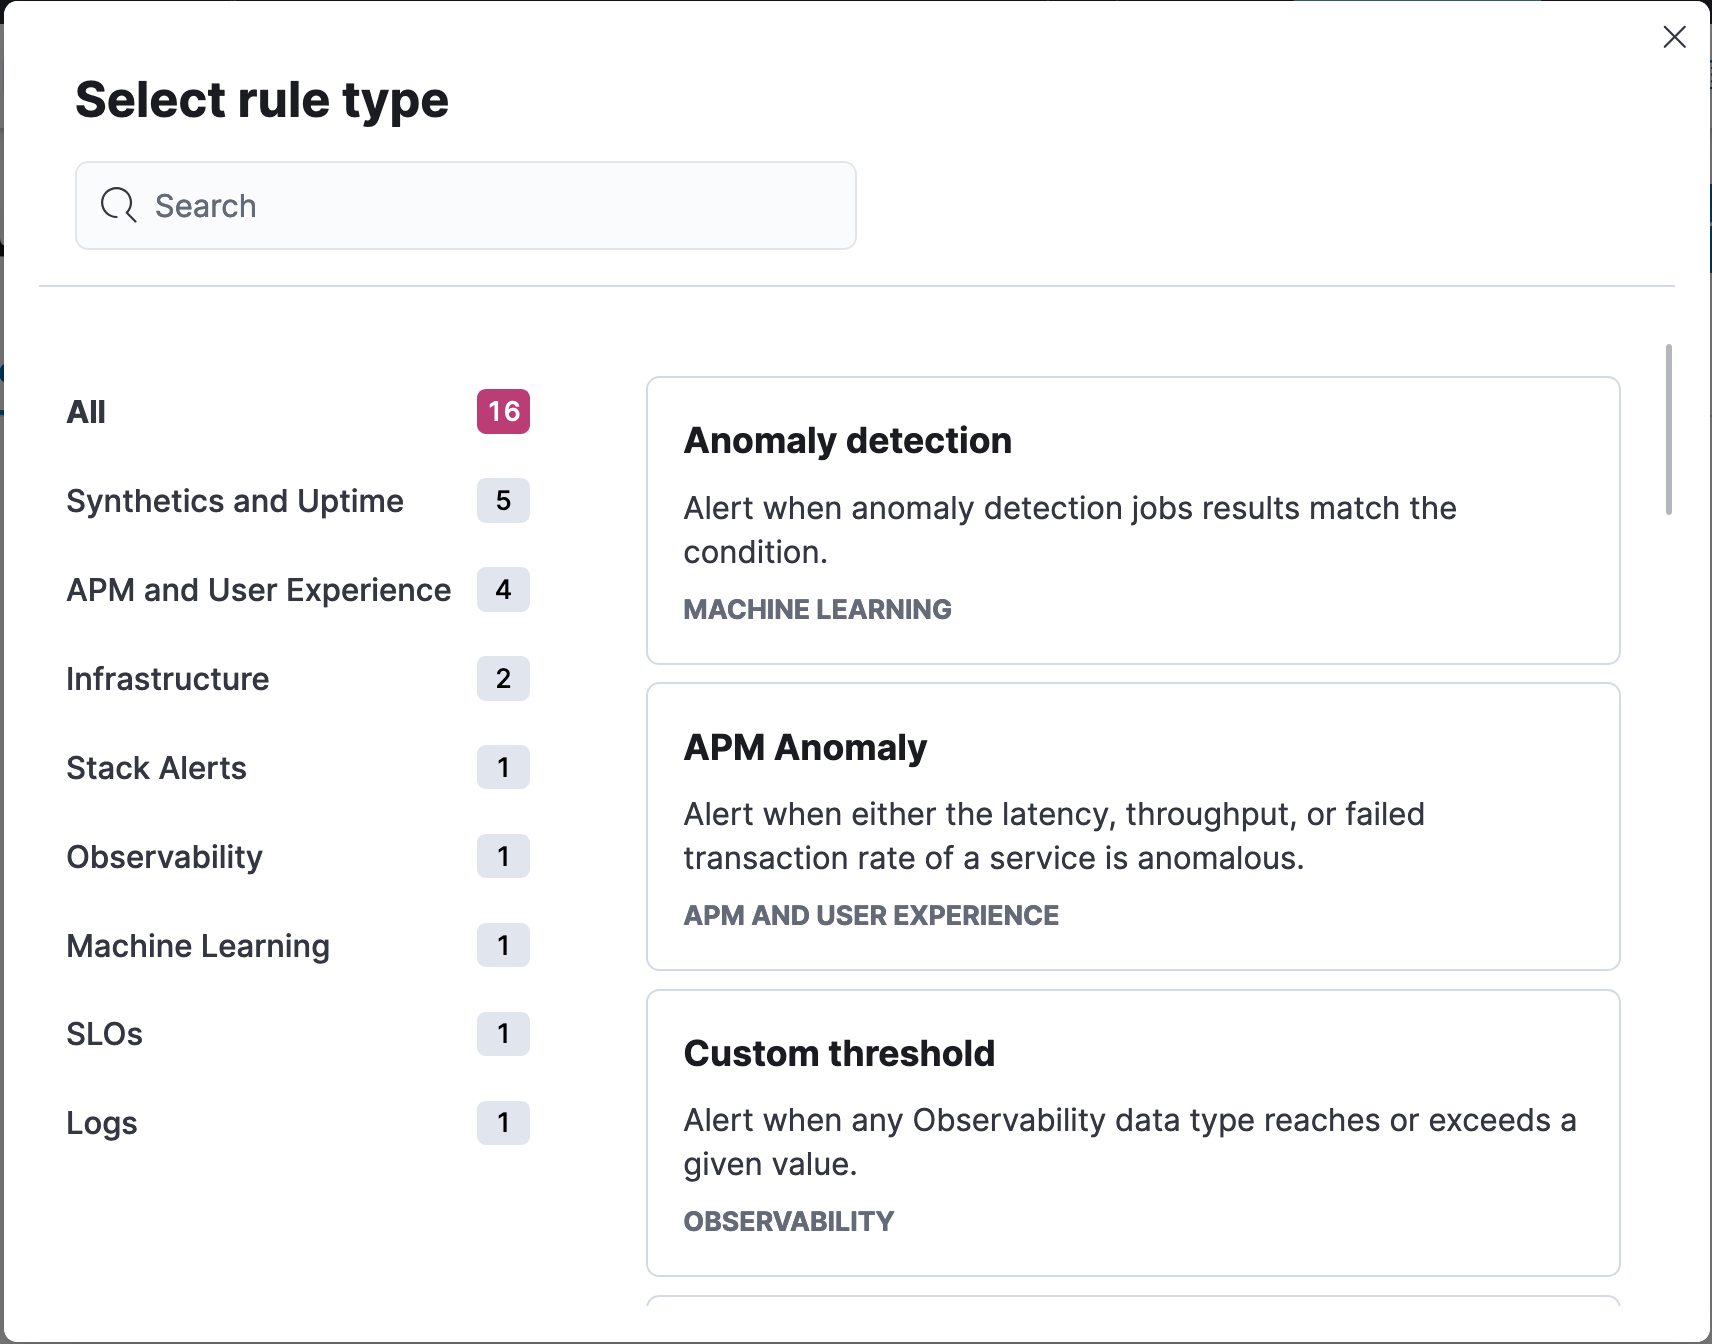 Select rule type
Search
All 16
Synthetics and Uptime 5
APM and User Experience 4
Infrastructure 2
Stack Alerts 1
Observability 1
Machine Learning 1
SLOs 1
Logs 1
Anomaly detection
Alert when anomaly detection jobs results match the
condition.
MACHINE LEARNING
APM Anomaly
Alert when either the latency, throughput, or failed
transaction rate of a service is anomalous.
APM AND USER EXPERIENCE
Custom threshold
Alert when any Observability data type reaches or exceeds a
given value.
OBSERVABILITY